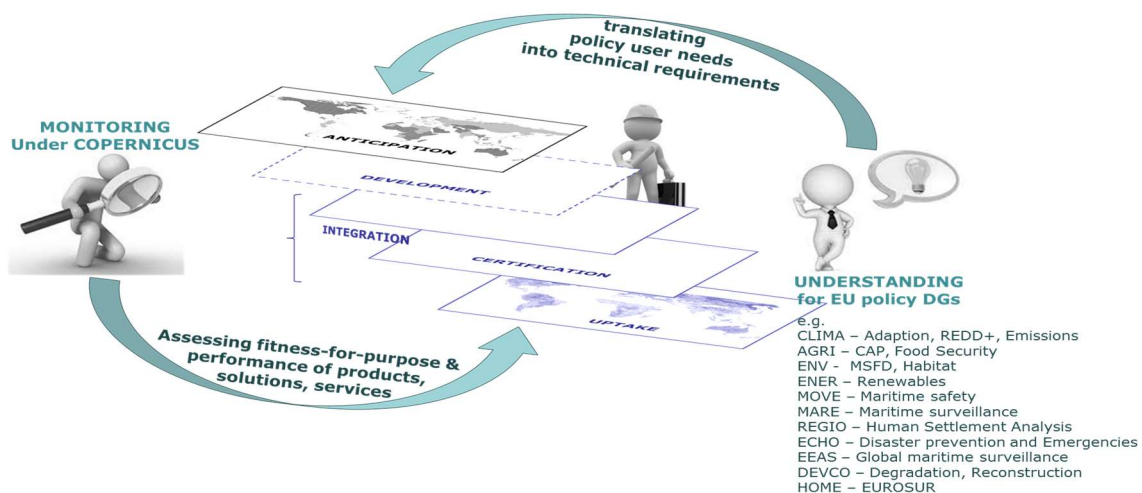 translating
policy user needs
into technical requirements
MONITORING
Under COPERNICUS
ANTICIPATION
DEVELOPMENT
INTEGRATION
CERTIFICATION
UPTAKE
Assessing fitness-for-purpose &
performance of products,
solutions, services
UNDERSTANDING
for EU policy DGs
e.g.
CLIMA – Adaption, REDD+, Emissions
AGRI – CAP, Food Security
ENV - MSFD, Habitat
ENER – Renewables
MOVE – Maritime safety
MARE – Maritime surveillance
REGIO – Human Settlement Analysis
ECHO – Disaster prevention and Emergencies
EEAS – Global maritime surveillance
DEVCO – Degradation, Reconstruction
HOME – EUROSUR